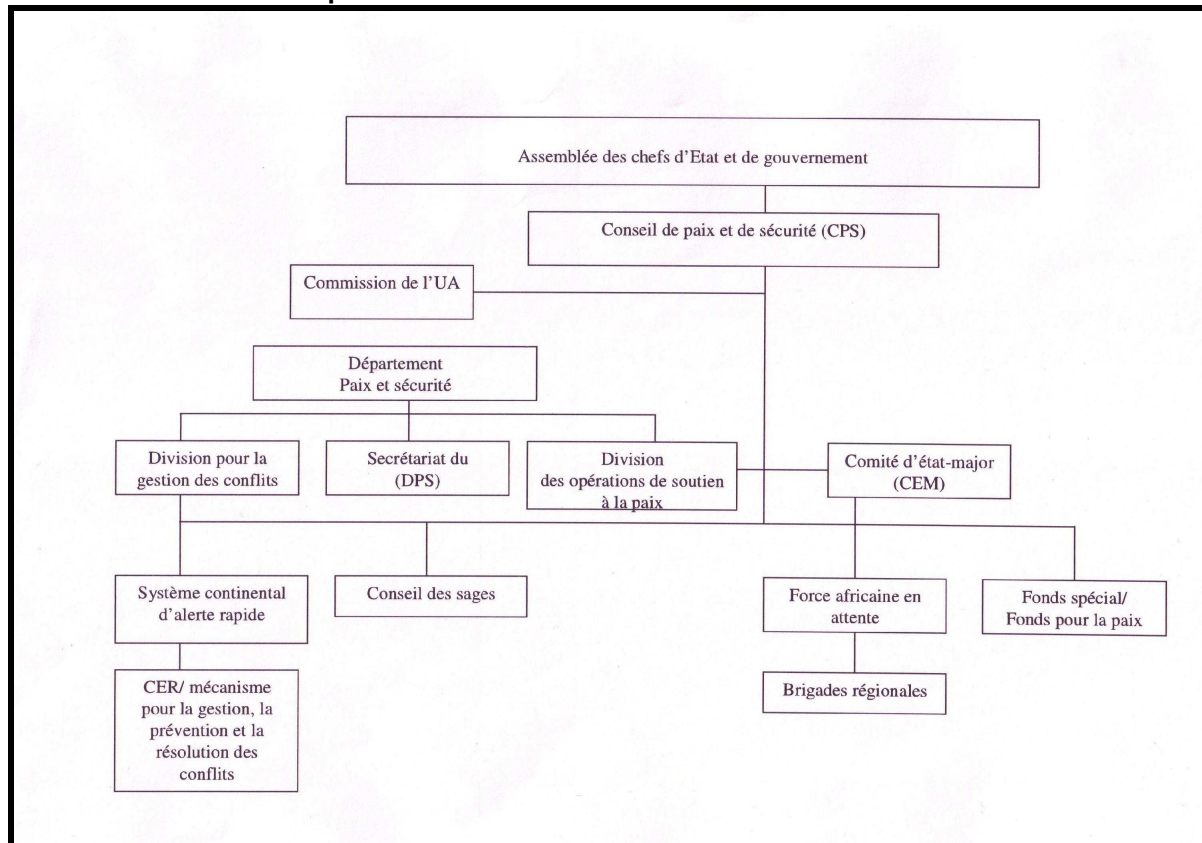 Assemblée des chefs d'Etat et de gouvernement
Conseil de paix et de sécurité (CPS)
Commission de l'UA
Département
Paix et sécurité
Division pour la
gestion des conflits
Secrétariat du
(DPS)
Division
des opérations de soutien
à la paix
Comité d'état-major
(CEM)
Système continental
d'alerte rapide
Conseil des sages
Force africaine en
attente
Fonds spécial/
Fonds pour la paix
CER/ mécanisme
pour la gestion, la
prévention et la
résolution des
conflits
Brigades régionales